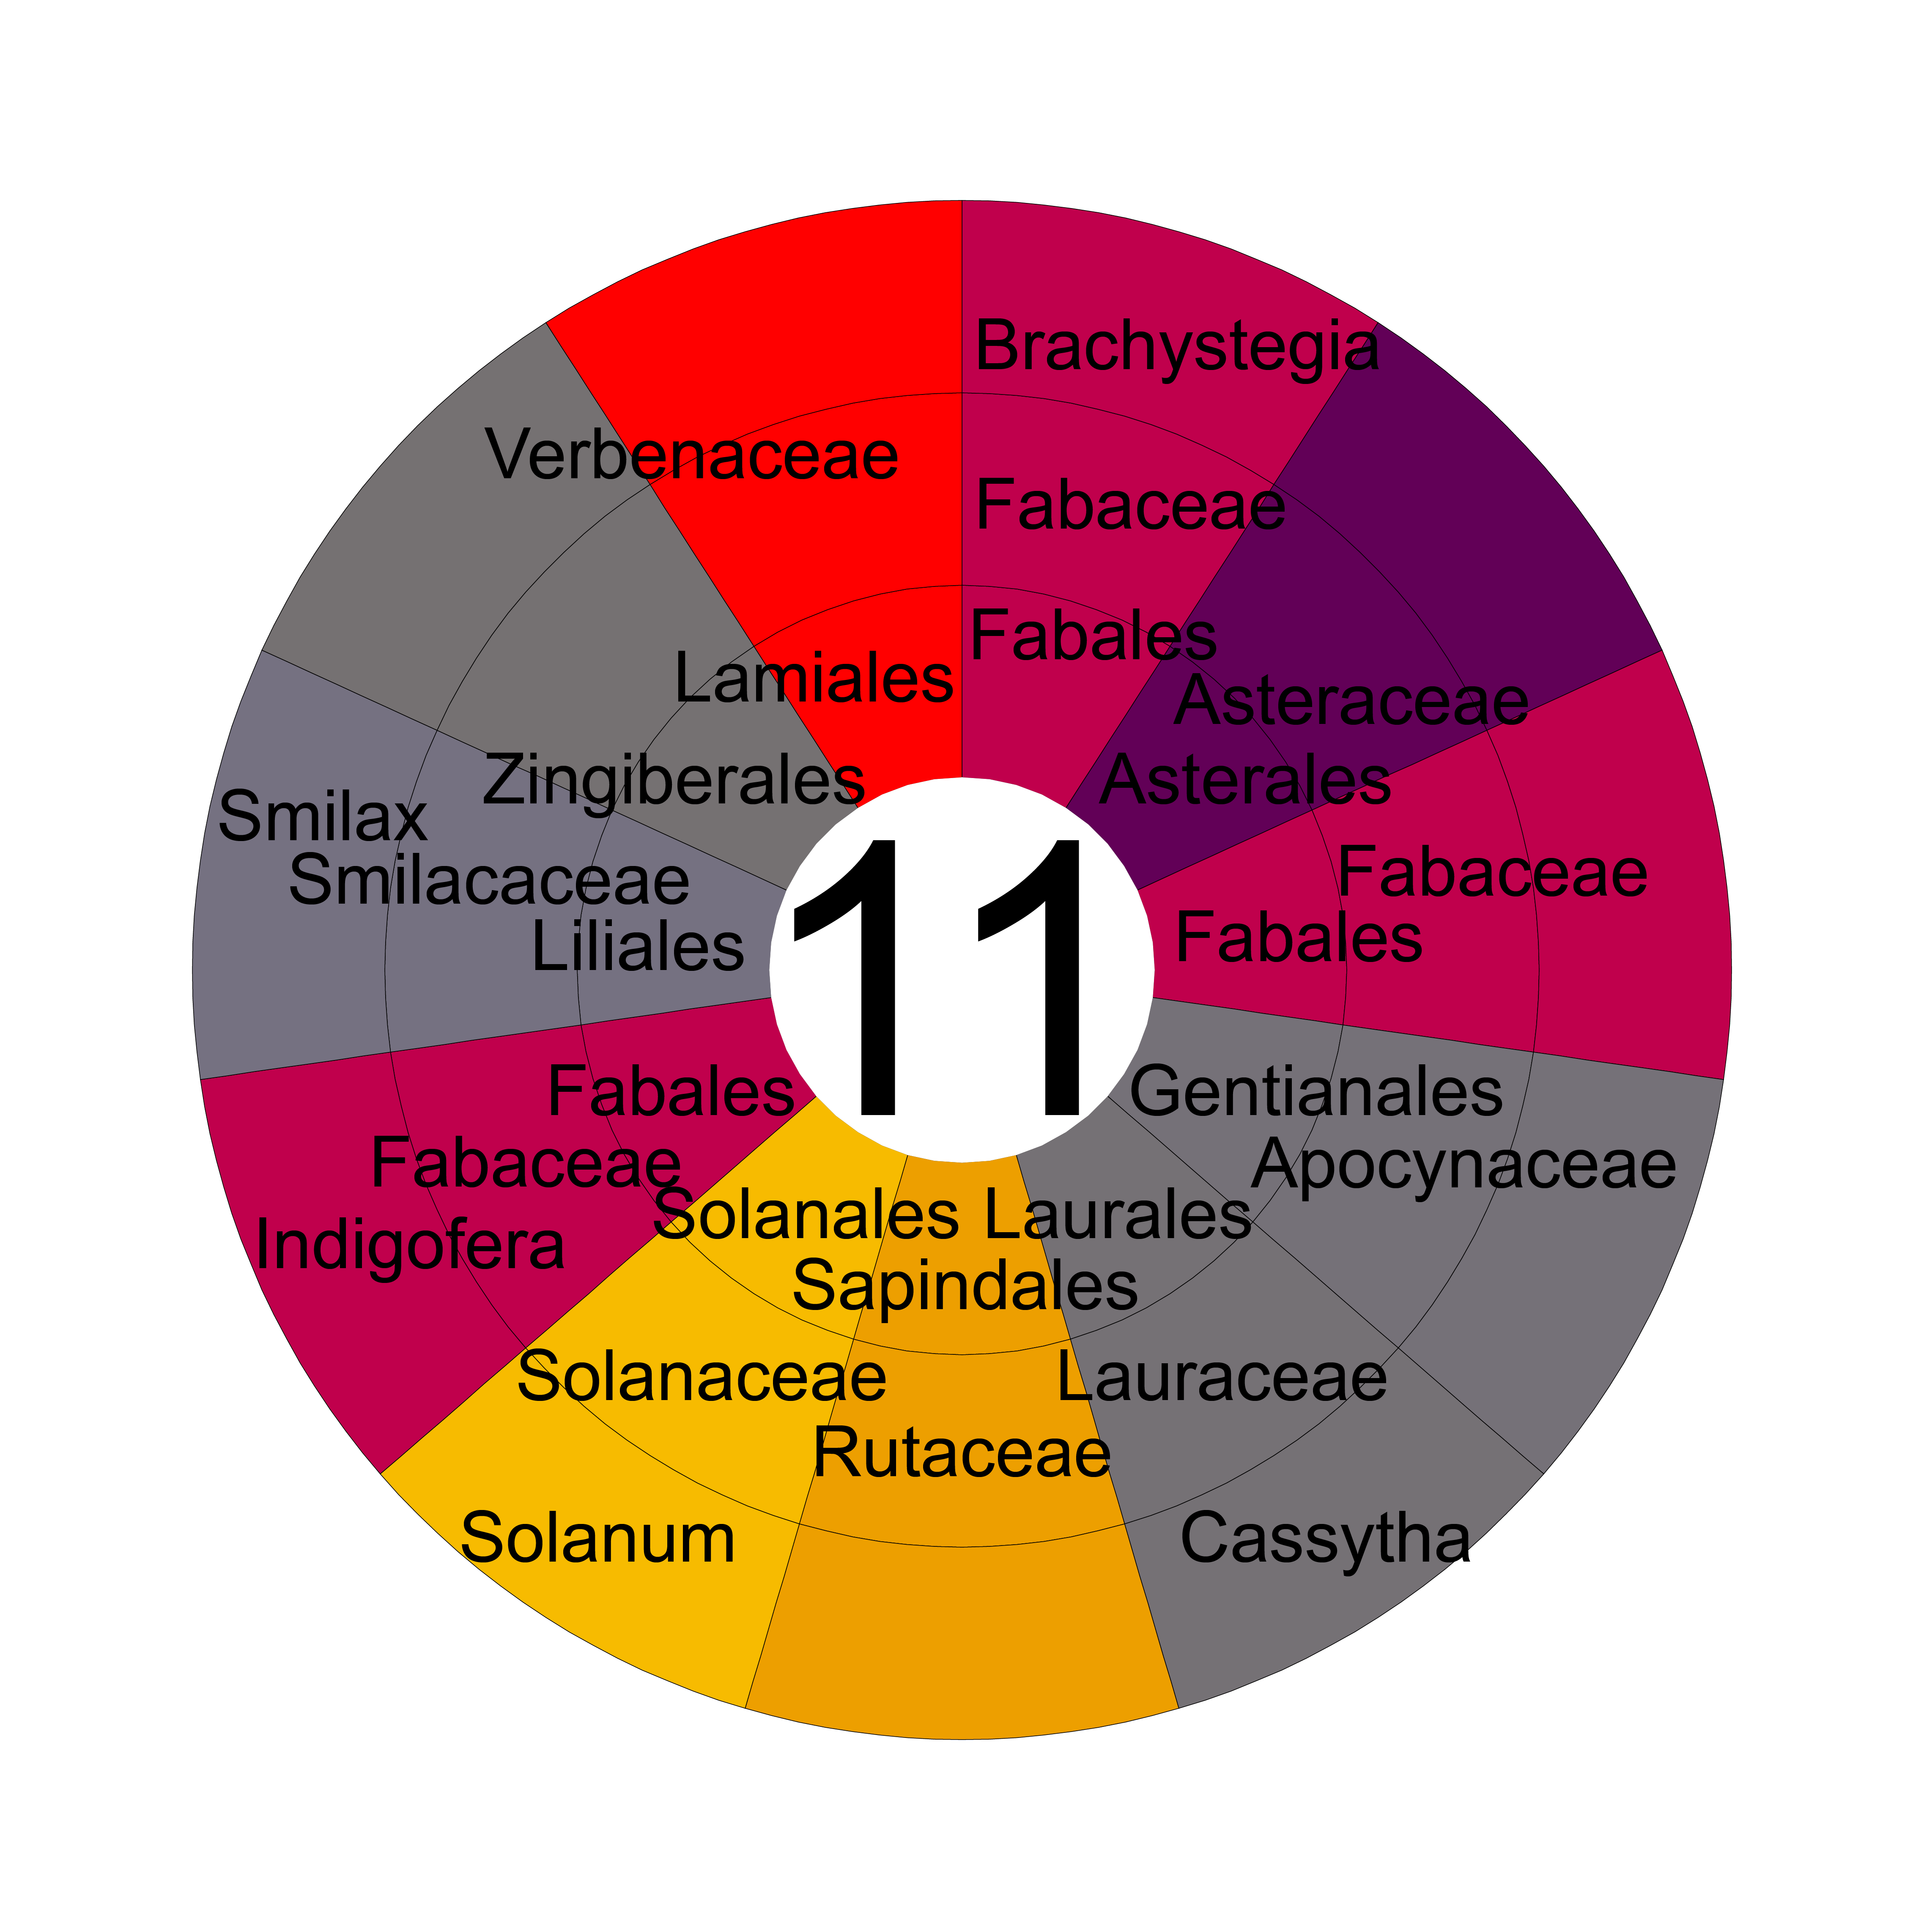 Brachystegia
Verbenaceae
Fabaceae
Fabales
Lamiales
Asteraceae
Zingiberales
Asterales
Smilax
Smilacaceae
Fabaceae
Liliales
Fabales
11
Fabales
Gentianales
Fabaceae
Apocynaceae
Solanales
Laurales
Indigofera
Sapindales
Solanaceae
Lauraceae
Rutaceae
Solanum
Cassytha